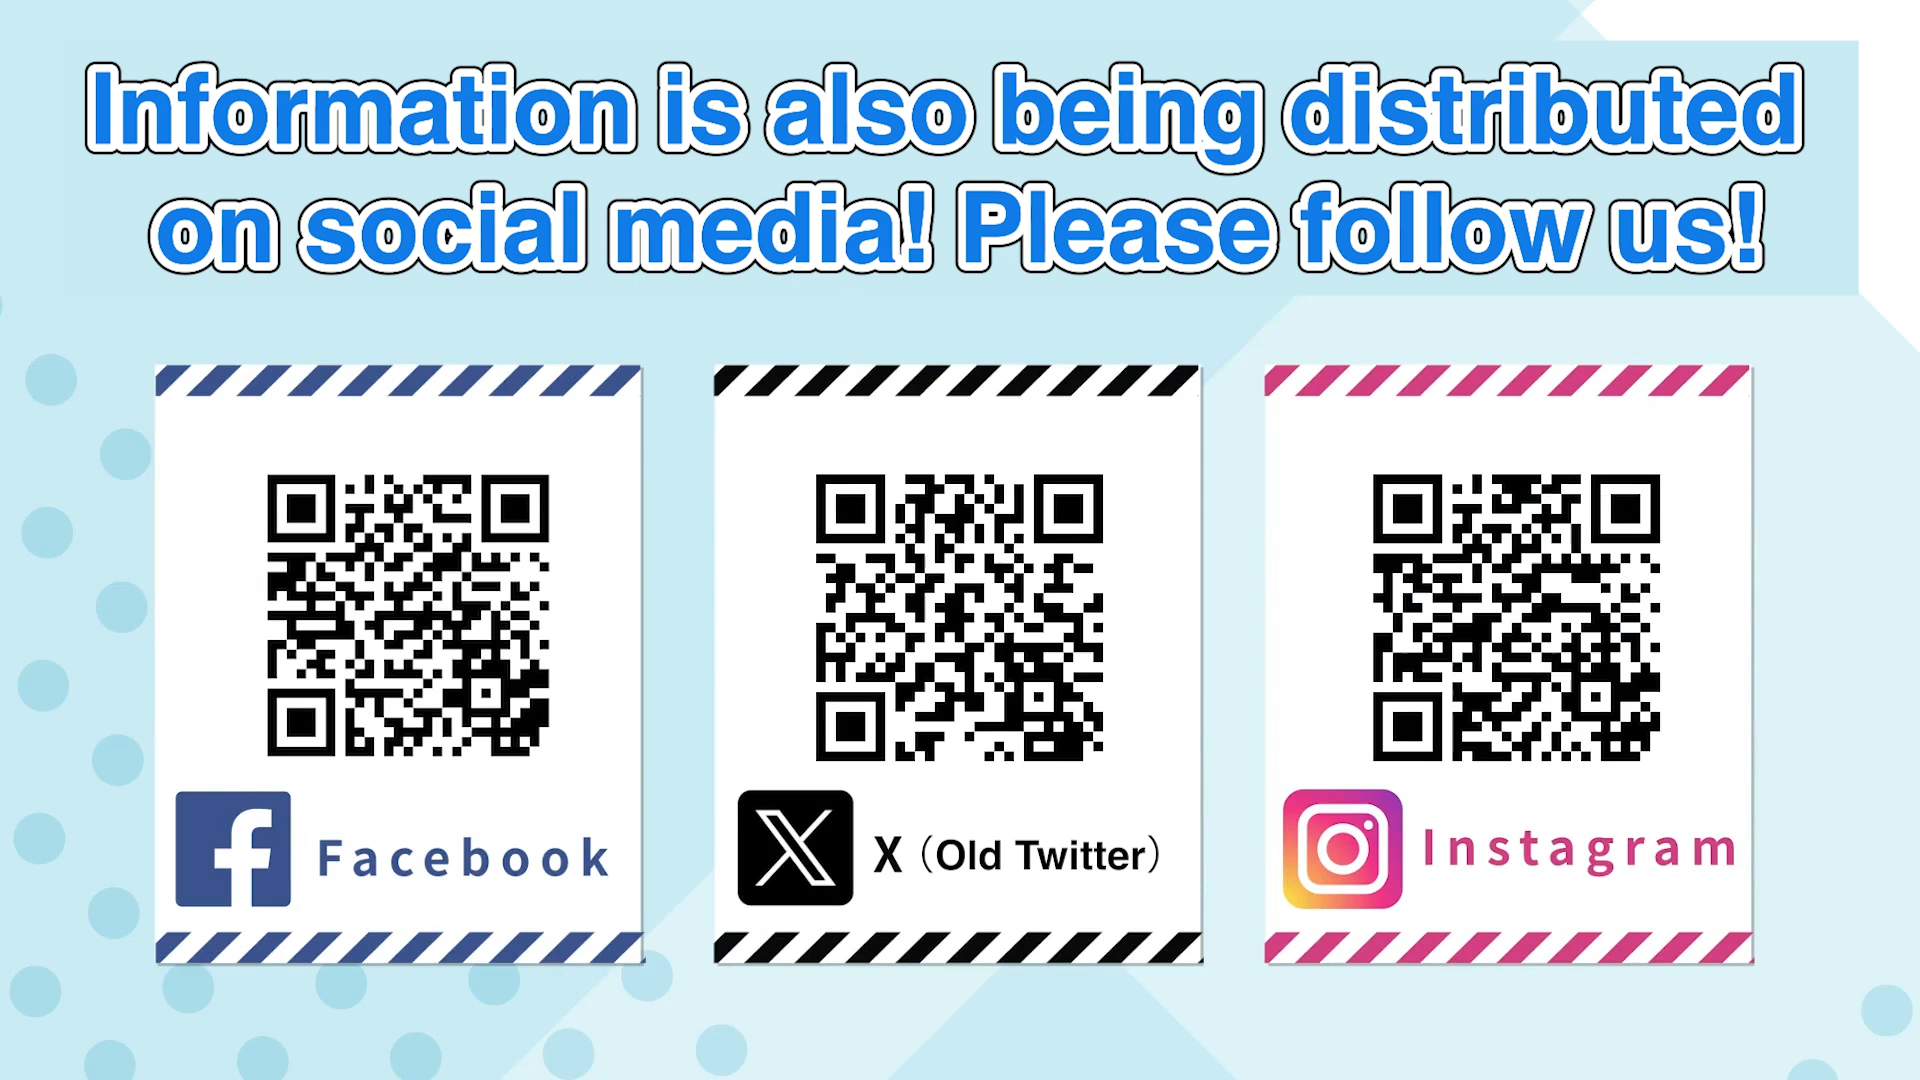 Information is also being distributed
on social media! Please follow us!
Facebook
X（Old Twitter）
Instagram